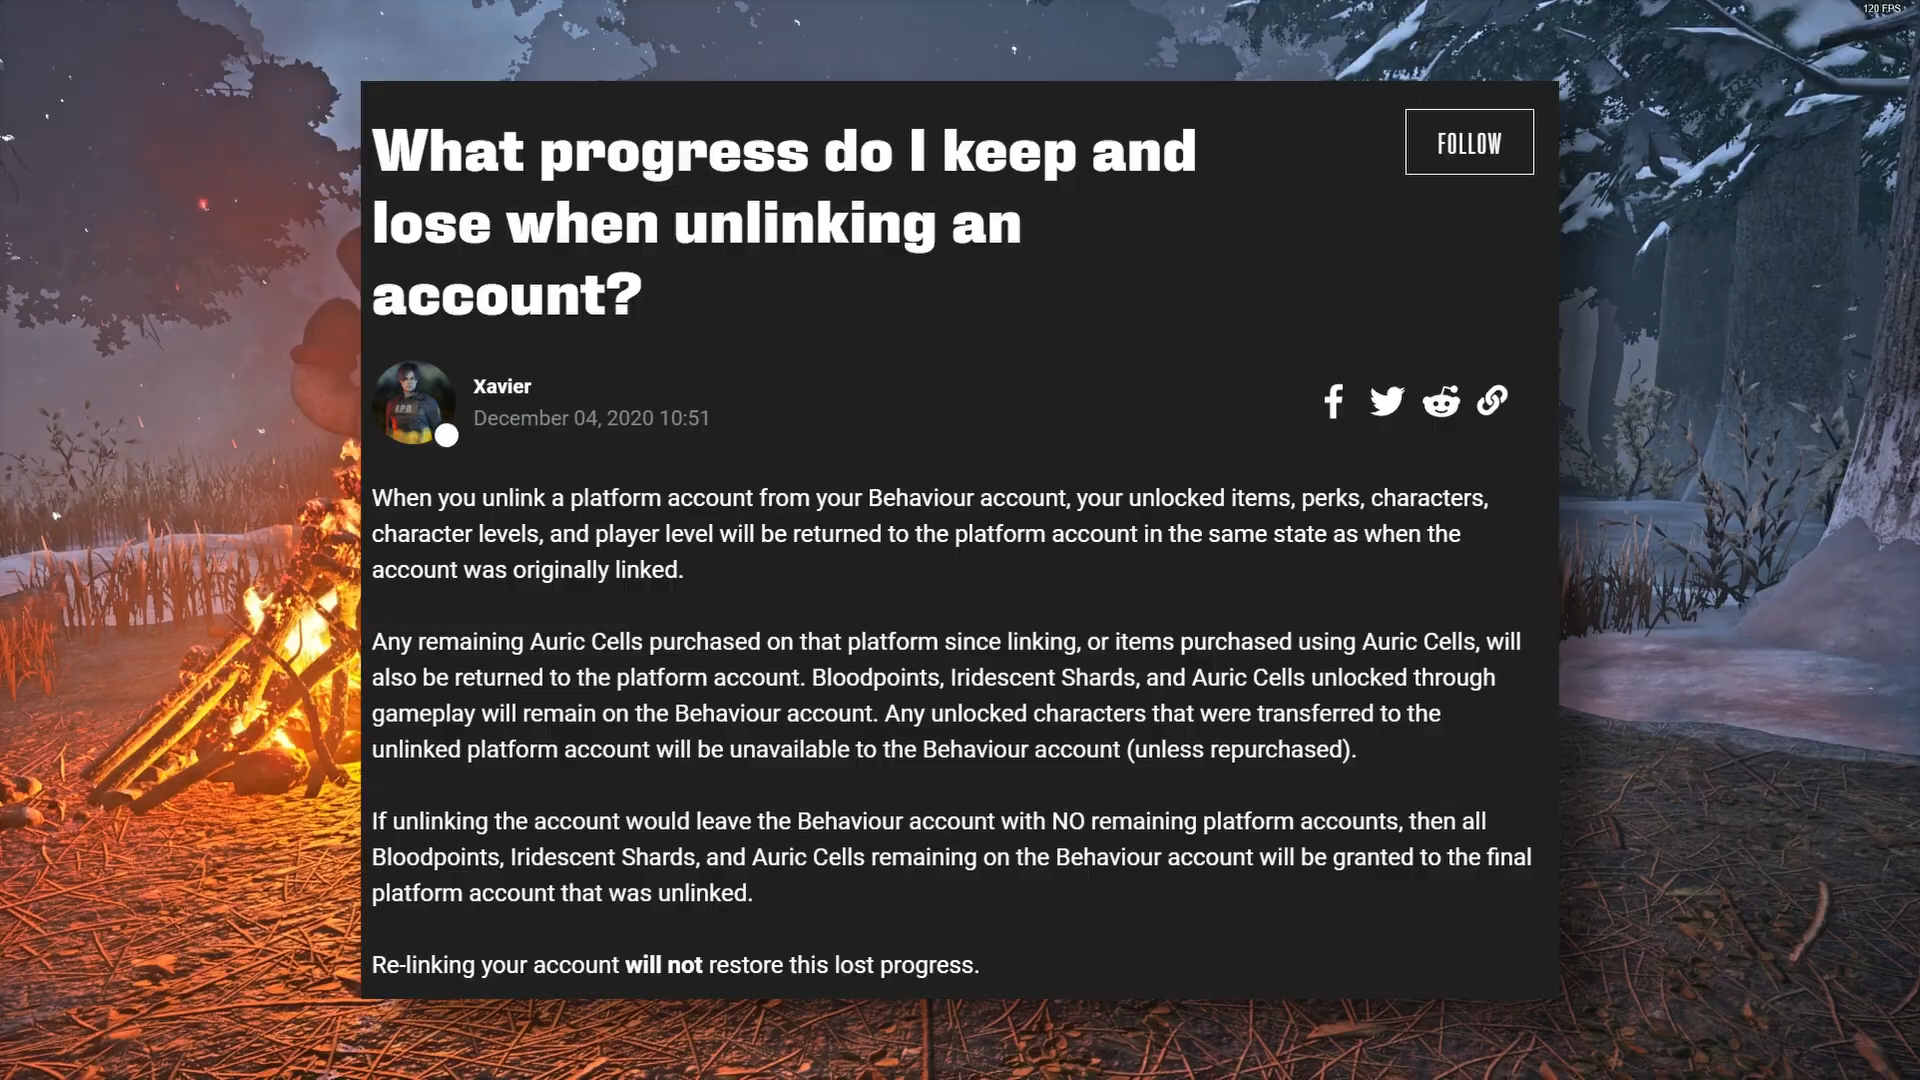 120 FPS
What progress do I keep and
lose when unlinking an
account?
FOLLOW
Xavier
December 04, 2020 10:51
When you unlink a platform account from your Behaviour account, your unlocked items, perks, characters,
character levels, and player level will be returned to the platform account in the same state as when the
account was originally linked.
Any remaining Auric Cells purchased on that platform since linking, or items purchased using Auric Cells, will
also be returned to the platform account. Bloodpoints, Iridescent Shards, and Auric Cells unlocked through
gameplay will remain on the Behaviour account. Any unlocked characters that were transferred to the
unlinked platform account will be unavailable to the Behaviour account (unless repurchased).
If unlinking the account would leave the Behaviour account with NO remaining platform accounts, then all
Bloodpoints, Iridescent Shards, and Auric Cells remaining on the Behaviour account will be granted to the final
platform account that was unlinked.
Re-linking your account will not restore this lost progress.